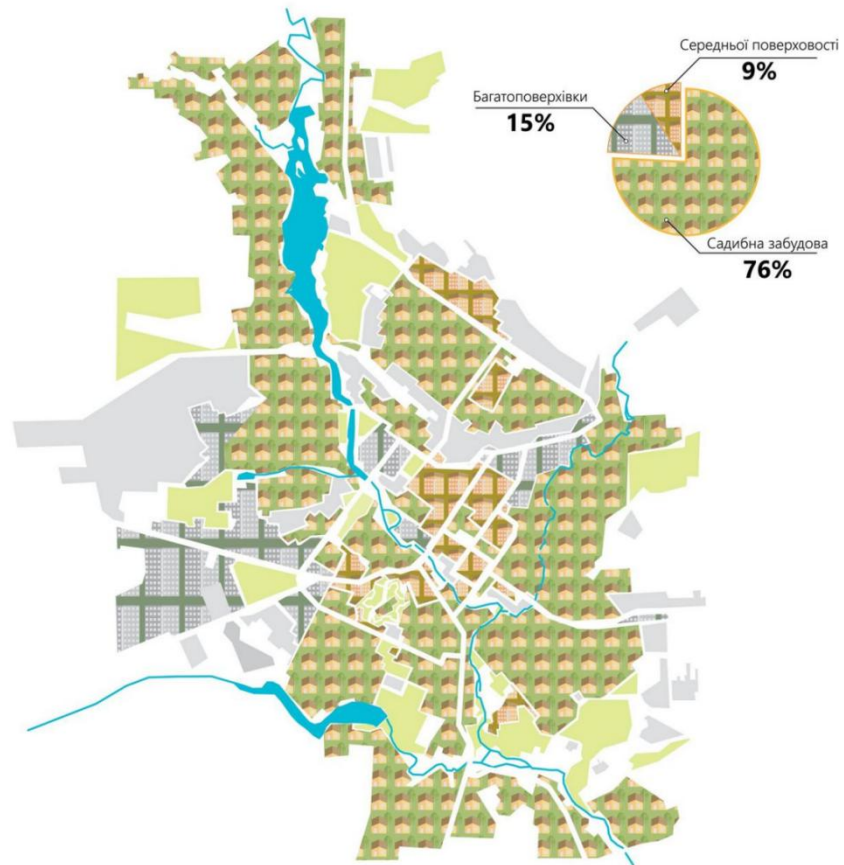 Середньої поверховості
9%
Багатоповерхівки
15%
Садибна забудова
76%